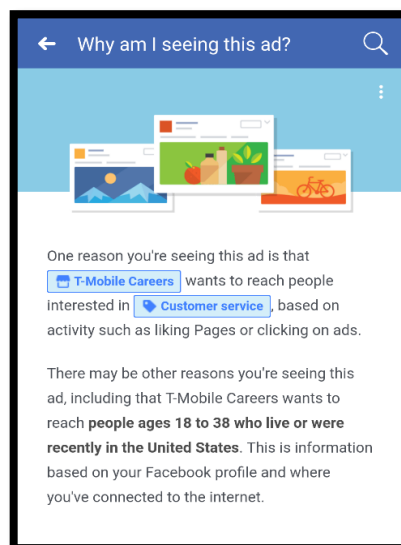 Why am I seeing this ad?
One reason you're seeing this ad is that
T-Mobile Careers wants to reach people
interested in Customer service, based on
activity such as liking Pages or clicking on ads.
There may be other reasons you're seeing this
ad, including that T-Mobile Careers wants to
reach people ages 18 to 38 who live or were
recently in the United States. This is information
based on your Facebook profile and where
you've connected to the internet.